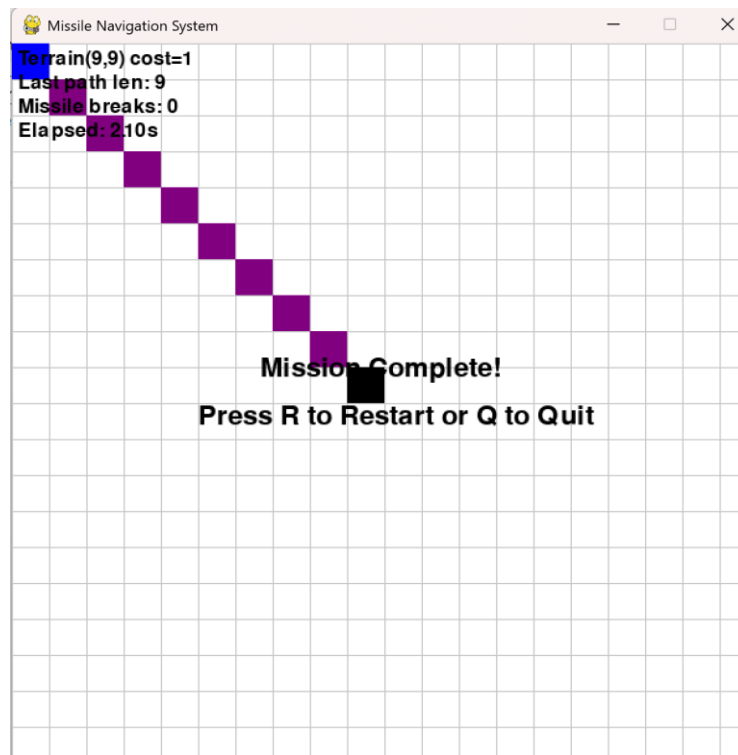 Missile Navigation System
Terrain(9,9) cost=1
Last path len: 9
Missile breaks: 0
Elapsed: 2.10s
Mission Complete!
Press R to Restart or Q to Quit